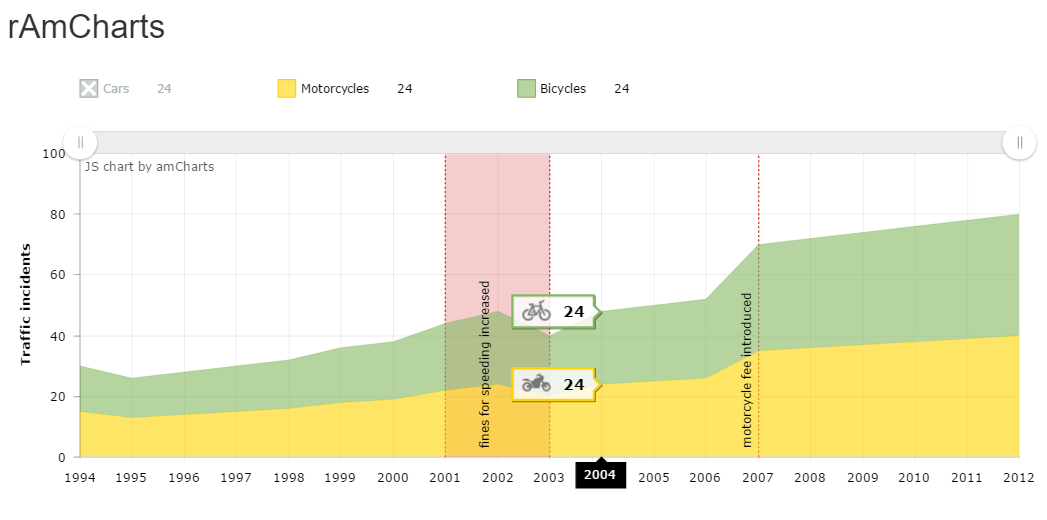 rAmCharts
Cars 24 Motorcycles 24 Bicycles 24
JS chart by amCharts
Traffic incidents
100
80
60
40
20
0
fines for speeding increased
motorcycle fee introduced
24
24
1994 1995 1996 1997 1998 1999 2000 2001 2002 2003 2004 2005 2006 2007 2008 2009 2010 2011 2012